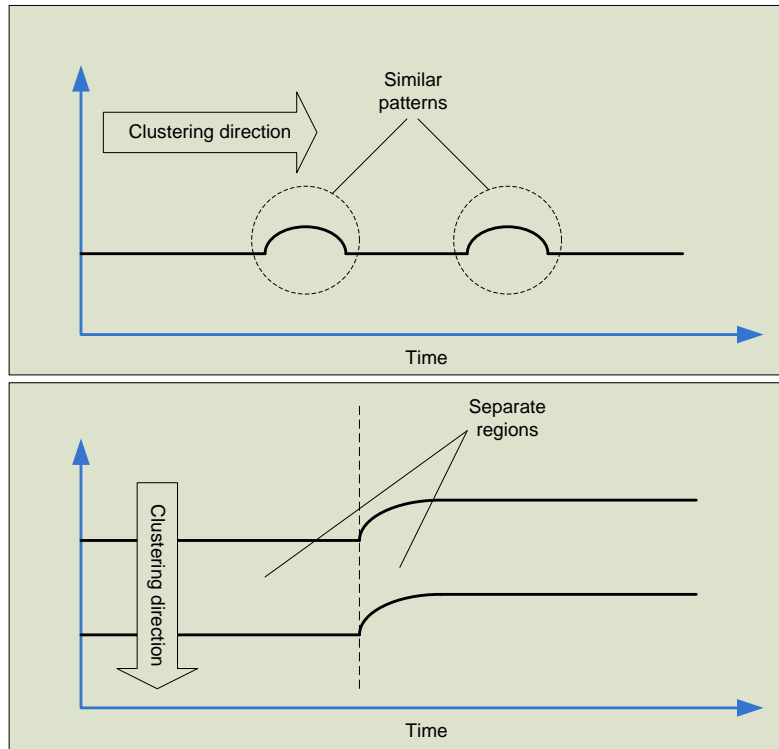 Similar
patterns
Clustering direction
Time
Separate
regions
Clustering direction
Time